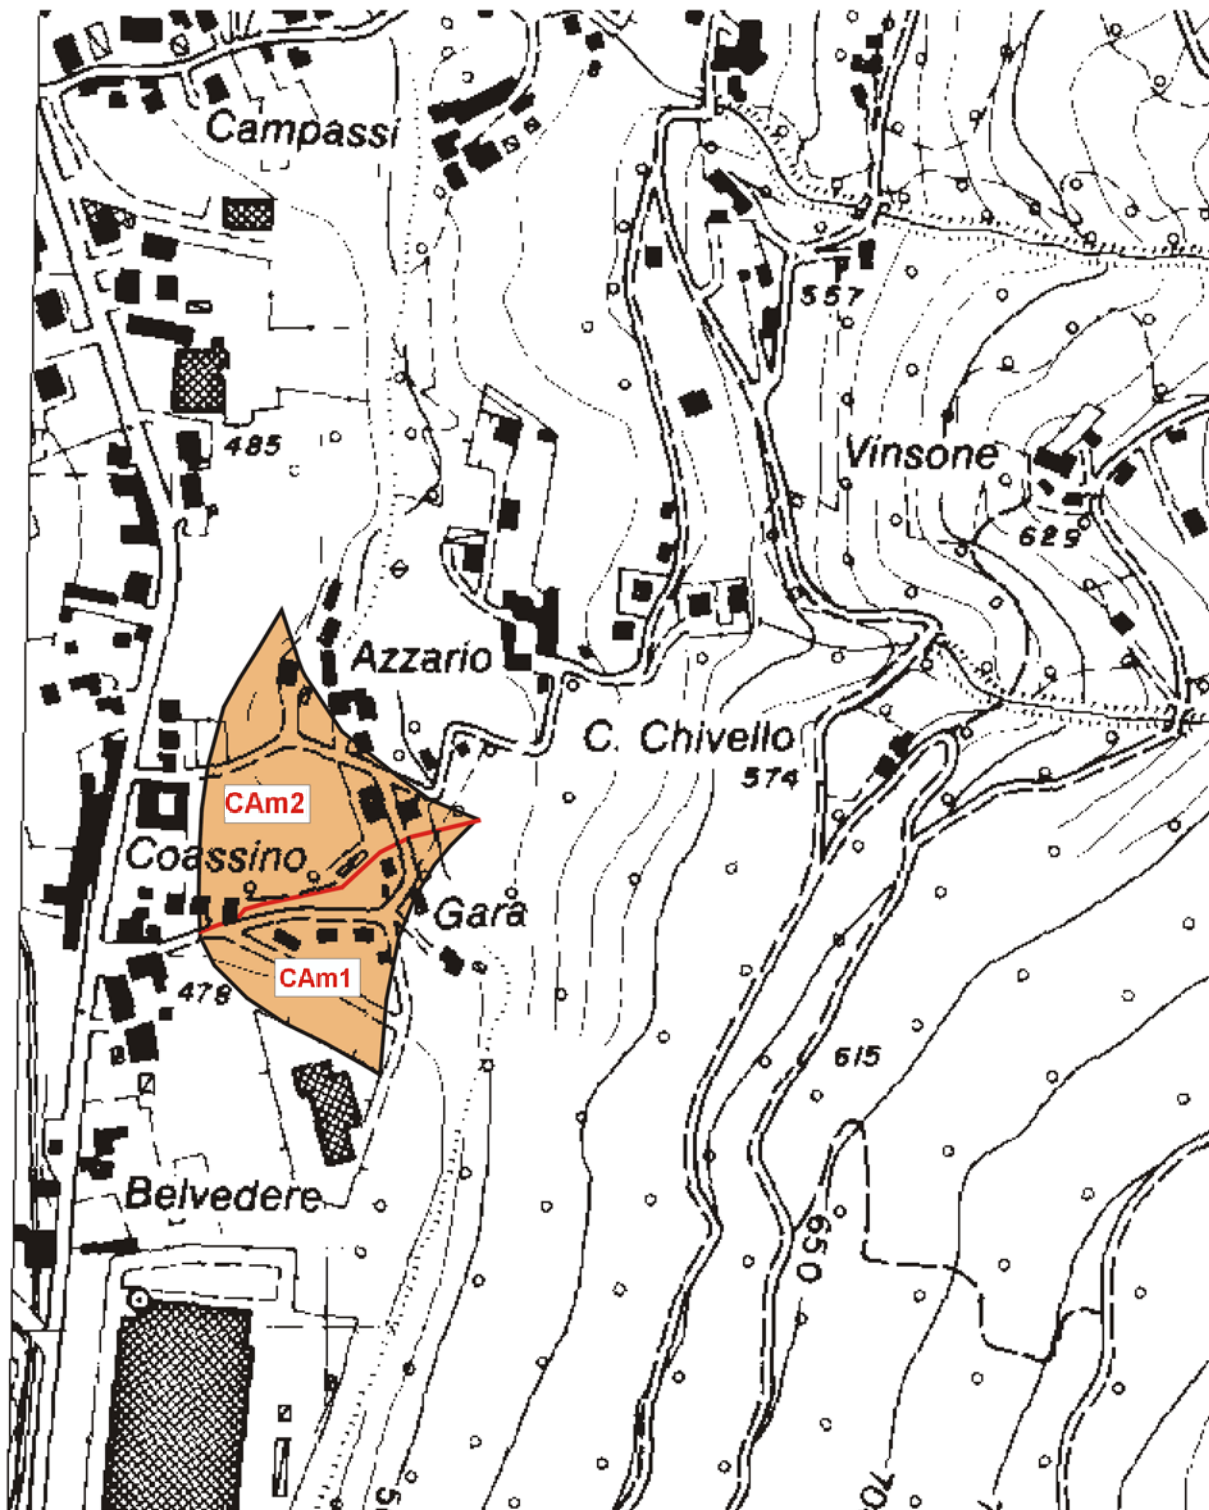 Campassi
557
485
Vinsone
629
Azzario
C. Chivello
574
CAm2
Coassino
Gara
CAm1
478
615
Belvedere
650